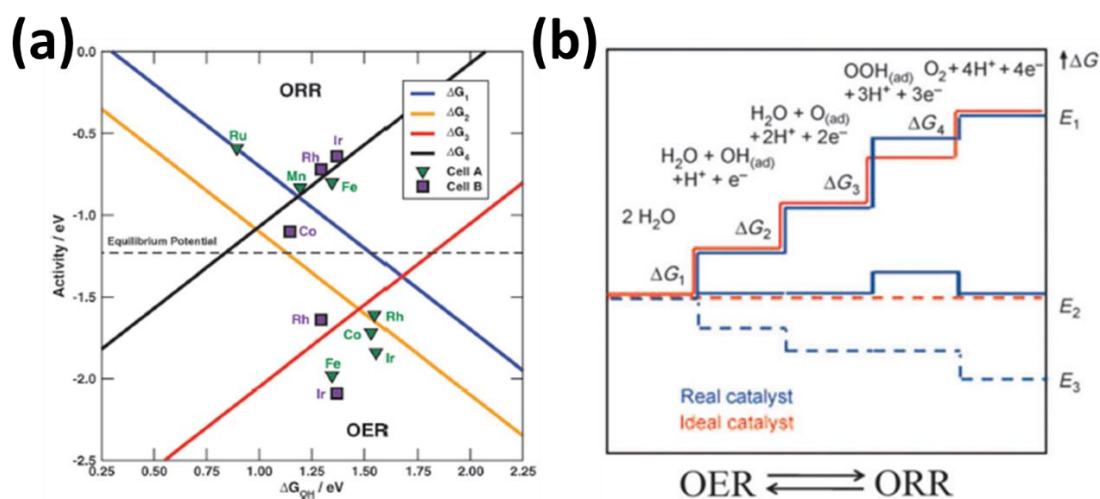 (a)
(b)
0.0
-0.5
-1.0
-1.5
-2.0
-2.5
0.25
0.50
0.75
1.00
1.25
1.50
1.75
2.00
2.25
Activity / eV
ΔG_OH / eV
ORR
ΔG₁
ΔG₂
ΔG₃
ΔG₄
Cell A
Cell B
Ru
Mn
Rh
Ir
Fe
Co
Equilibrium Potential
Rh
Co
Rh
Ir
Fe
Ir
OER
ΔG
OOH(ad)
+3H⁺ + 3e⁻
O₂ + 4H⁺ + 4e⁻
H₂O + O(ad)
+ 2H⁺ + 2e⁻
H₂O + OH(ad)
+H⁺ + e⁻
2 H₂O
ΔG₁
ΔG₂
ΔG₃
ΔG₄
E₁
E₂
E₃
Real catalyst
Ideal catalyst
OER ⇌ ORR